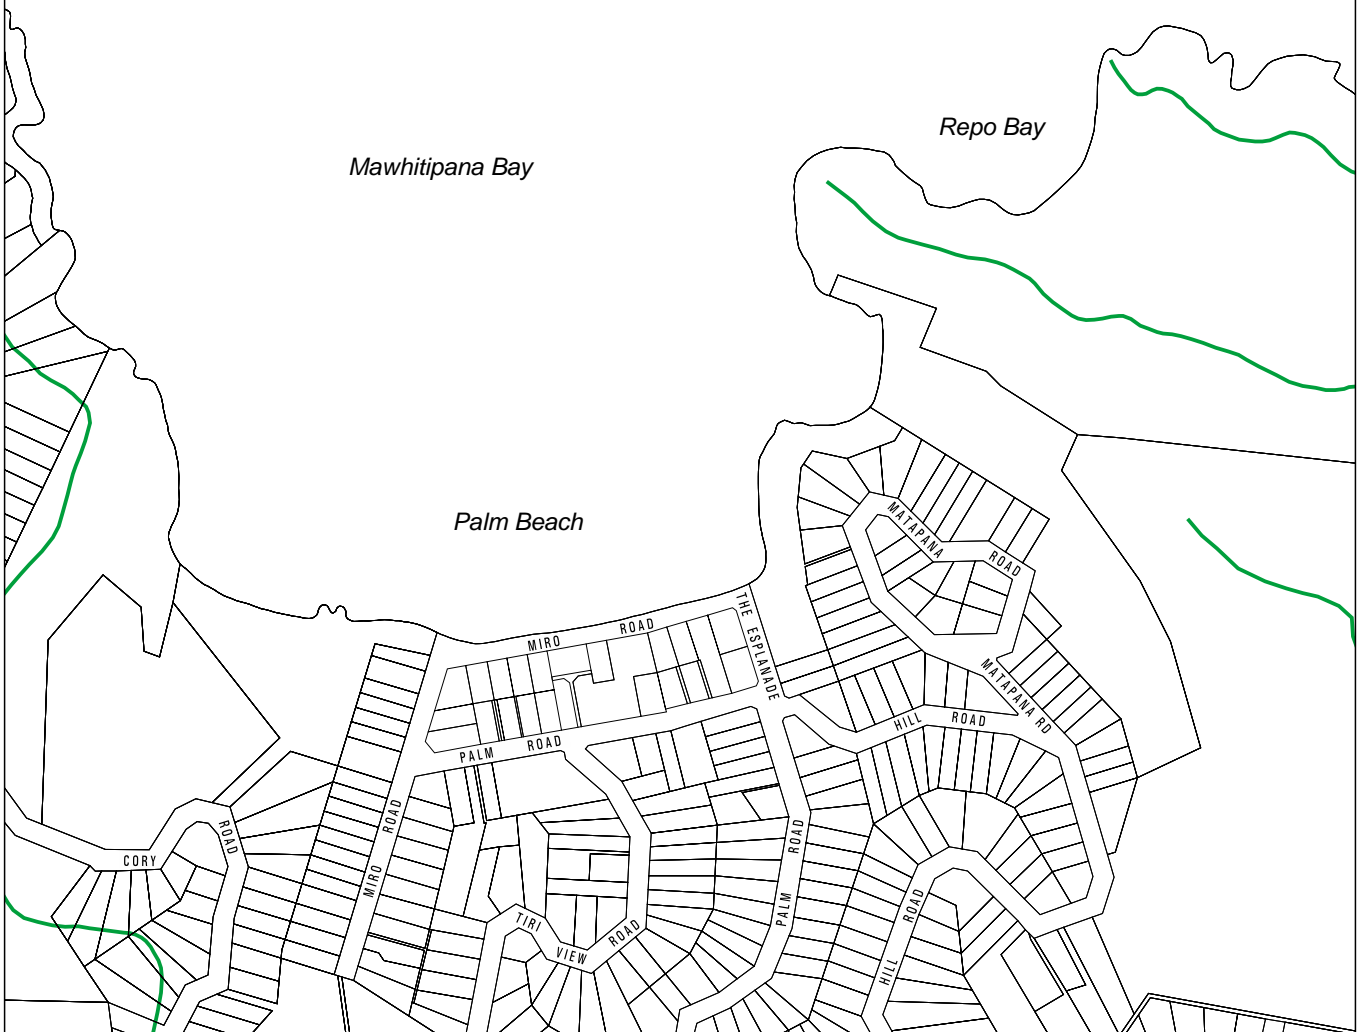 Repo Bay
Mawhitipana Bay
Palm Beach
MATAPANA ROAD
THE ESPLANADE
MIRO ROAD
MATAPANA RD
HILL ROAD
PALM ROAD
MIRO ROAD
CORY ROAD
PALM ROAD
HILL ROAD
TIRI VIEW ROAD